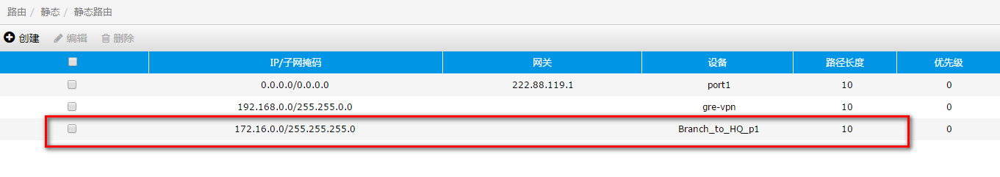 路由 / 静态 / 静态路由
创建 编辑 删除
IP/子网掩码 网关 设备 路径长度 优先级
0.0.0.0/0.0.0.0 222.88.119.1 port1 10 0
192.168.0.0/255.255.0.0 gre-vpn 10 0
172.16.0.0/255.255.255.0 Branch_to_HQ_p1 10 0